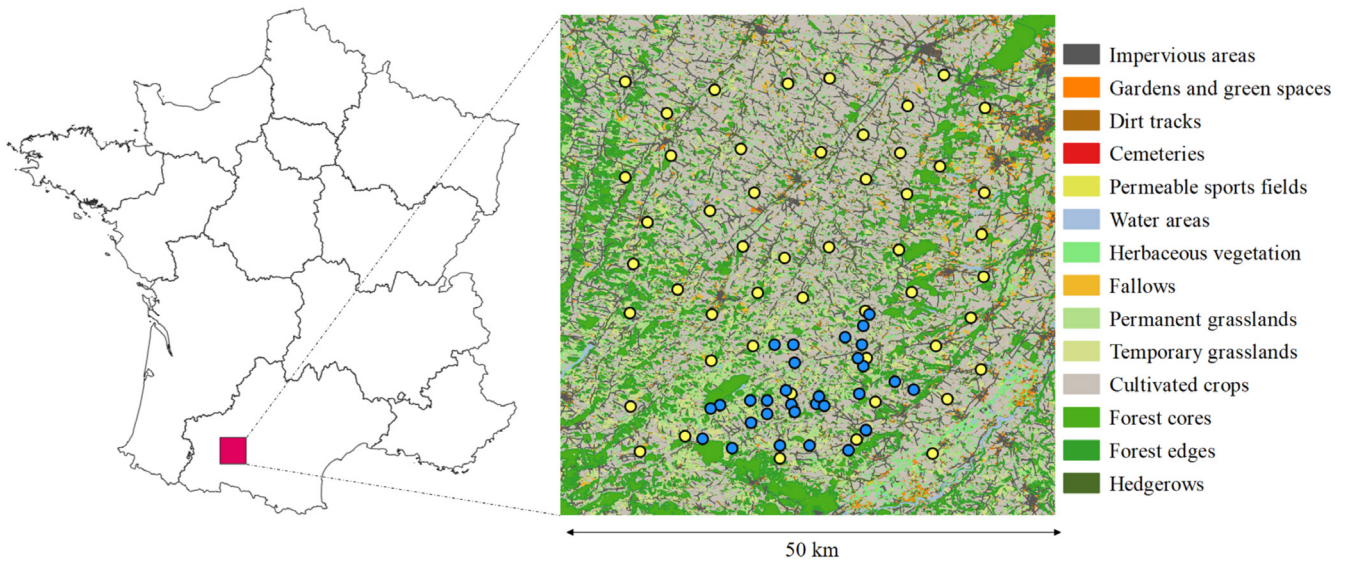 Impervious areas
Gardens and green spaces
Dirt tracks
Cemeteries
Permeable sports fields
Water areas
Herbaceous vegetation
Fallows
Permanent grasslands
Temporary grasslands
Cultivated crops
Forest cores
Forest edges
Hedgerows
50 km